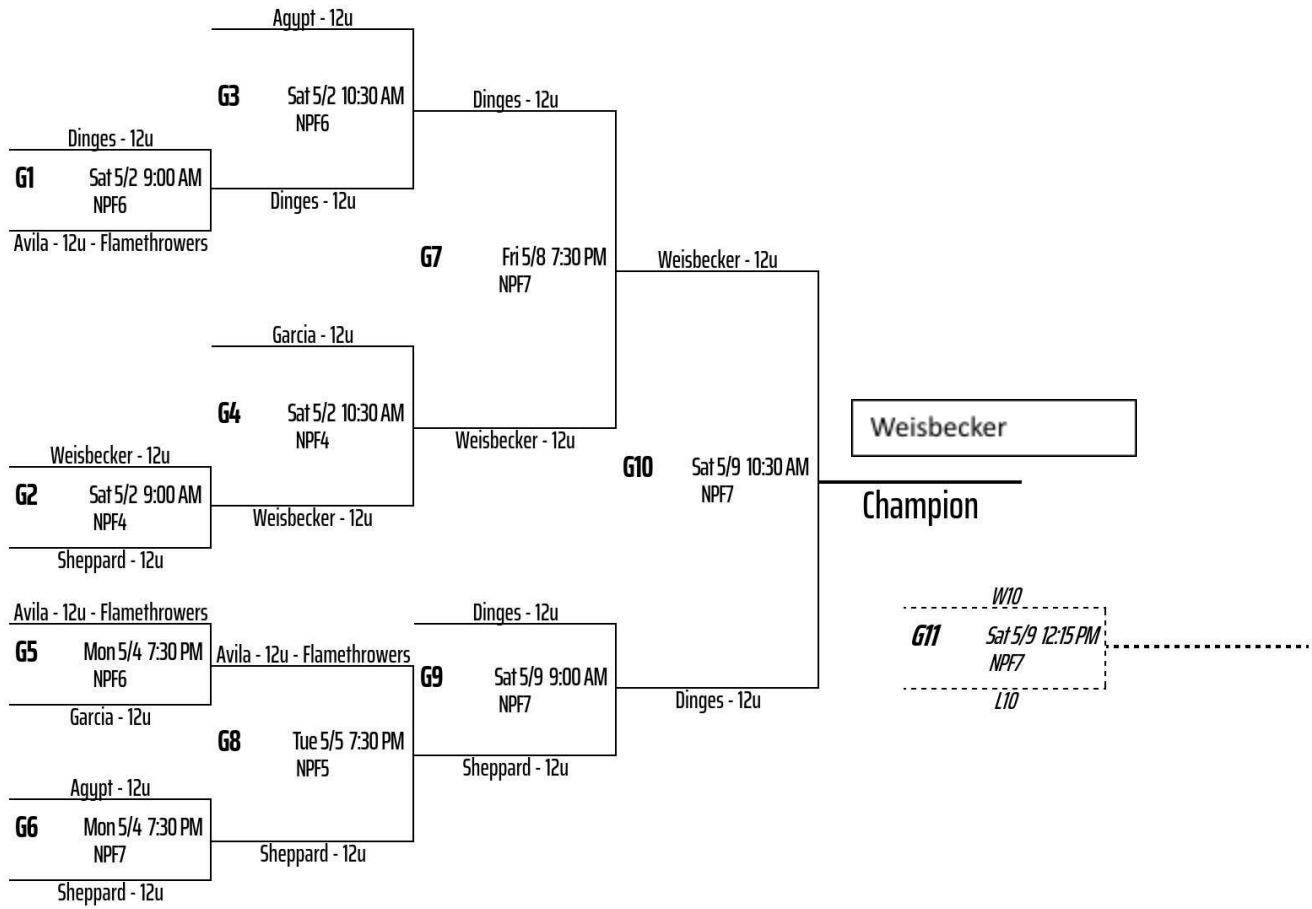 Agypt - 12u
G3 Sat 5/2 10:30 AM
NPF6
Dinges - 12u
Dinges - 12u
G1 Sat 5/2 9:00 AM
NPF6
Dinges - 12u
Avila - 12u - Flamethrowers
G7 Fri 5/8 7:30 PM
NPF7
Weisbecker - 12u
Garcia - 12u
G4 Sat 5/2 10:30 AM
NPF4
Weisbecker - 12u
Weisbecker - 12u
G2 Sat 5/2 9:00 AM
NPF4
Weisbecker - 12u
Sheppard - 12u
G10 Sat 5/9 10:30 AM
NPF7
Weisbecker
Champion
Avila - 12u - Flamethrowers
G5 Mon 5/4 7:30 PM
NPF6
Garcia - 12u
Avila - 12u - Flamethrowers
G8 Tue 5/5 7:30 PM
NPF5
Dinges - 12u
G9 Sat 5/9 9:00 AM
NPF7
Dinges - 12u
Sheppard - 12u
W10
G11 Sat 5/9 12:15 PM
NPF7
L10
Agypt - 12u
G6 Mon 5/4 7:30 PM
NPF7
Sheppard - 12u
Sheppard - 12u